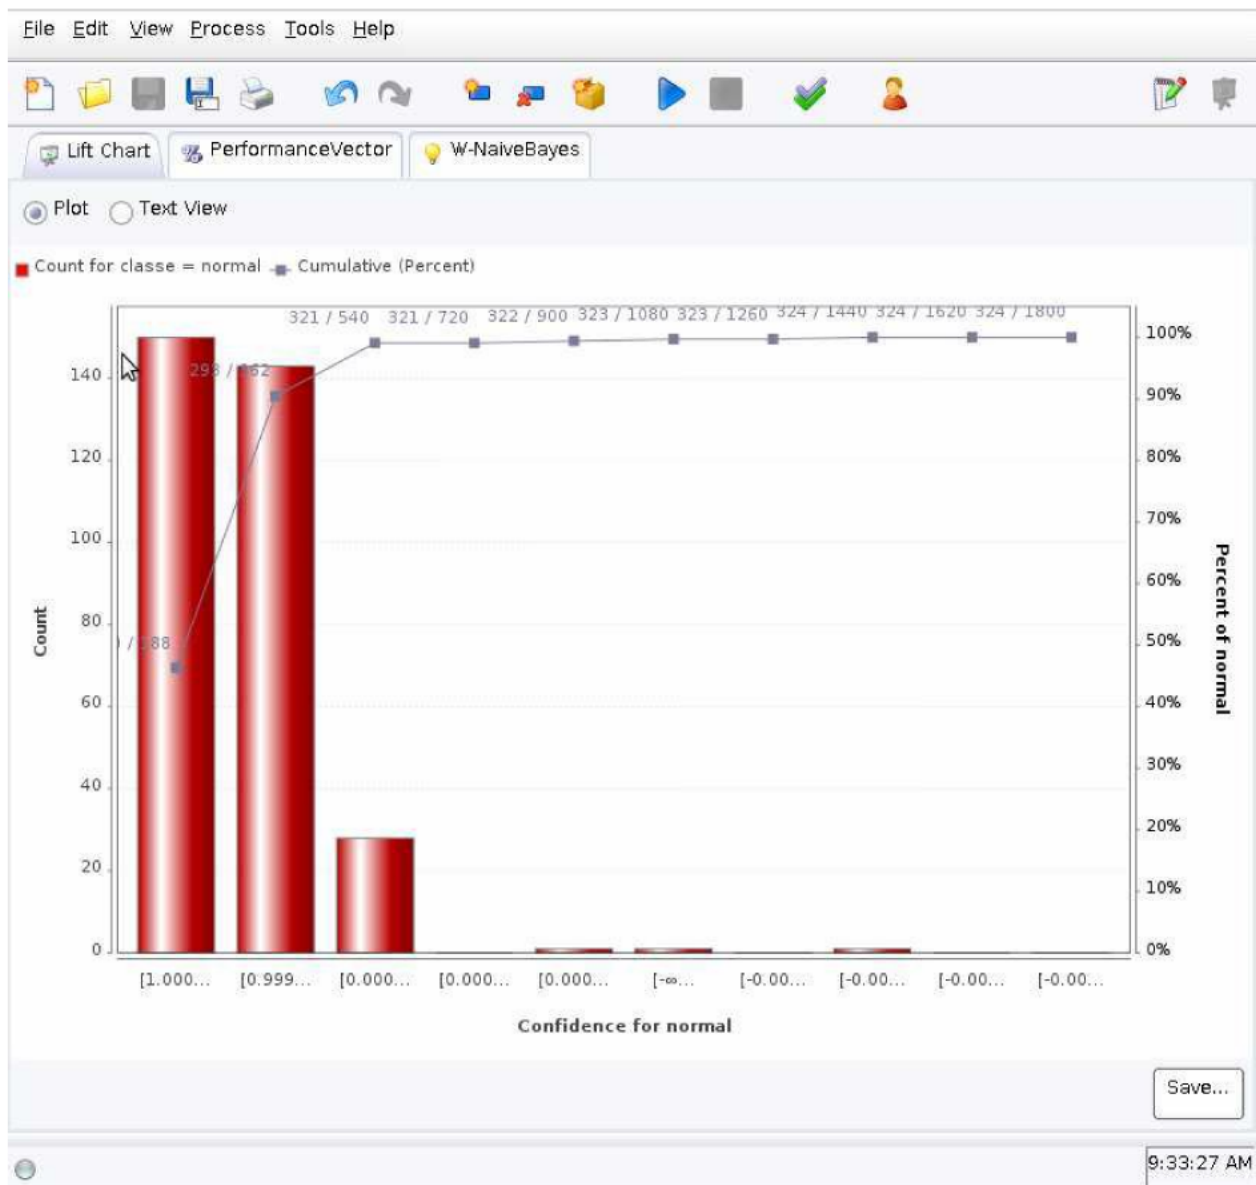 File Edit View Process Tools Help
Lift Chart PerformanceVector W-NaiveBayes
Plot Text View
Count for classe = normal Cumulative (Percent)
321 / 540 321 / 720 322 / 900 323 / 1080 323 / 1260 324 / 1440 324 / 1620 324 / 1800
100%
140
90%
120
80%
70%
100
60%
80
/ 188
50%
60
40%
30%
40
20%
20
10%
0
0%
Count
Percent of normal
[1.000... [0.999... [0.000... [0.000... [0.000... [-∞... [-0.00... [-0.00... [-0.00... [-0.00...
Confidence for normal
Save...
9:33:27 AM